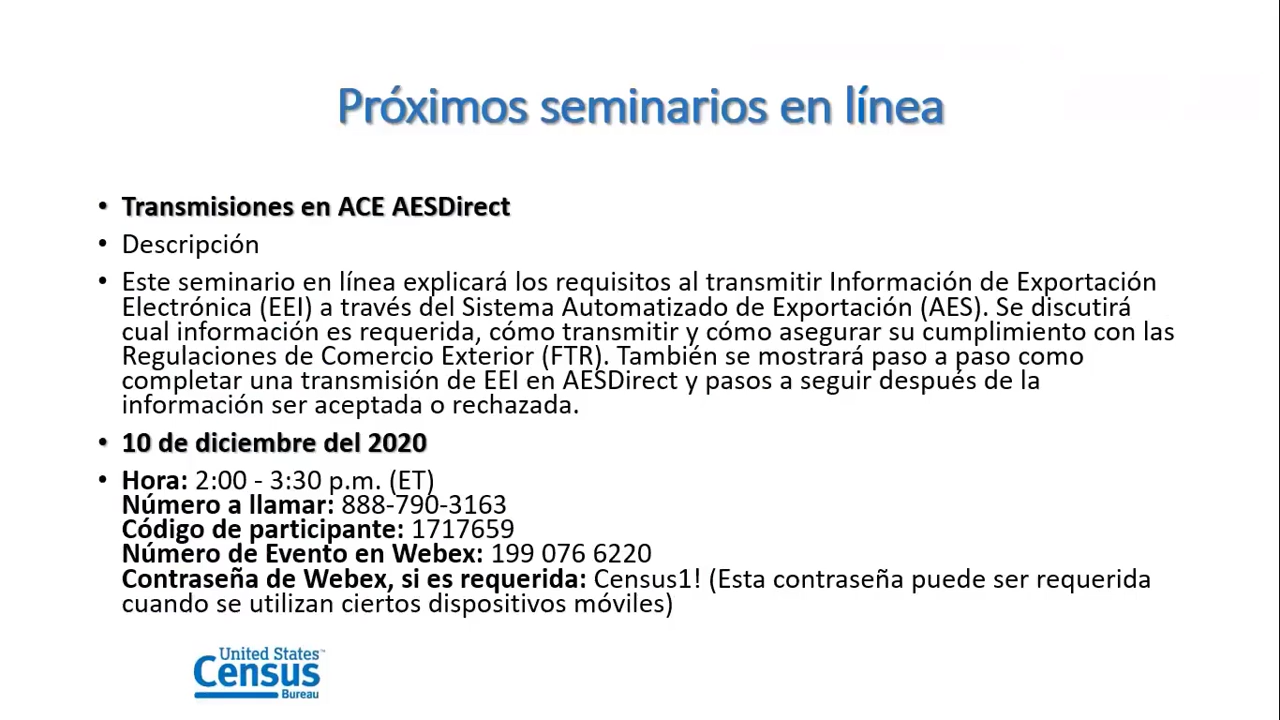 Próximos seminarios en línea
• Transmisiones en ACE AESDirect
• Descripción
• Este seminario en línea explicará los requisitos al transmitir Información de Exportación
Electrónica (EEI) a través del Sistema Automatizado de Exportación (AES). Se discutirá
cual información es requerida, cómo transmitir y cómo asegurar su cumplimiento con las
Regulaciones de Comercio Exterior (FTR). También se mostrará paso a paso como
completar una transmisión de EEI en AESDirect y pasos a seguir después de la
información ser aceptada o rechazada.
• 10 de diciembre del 2020
• Hora: 2:00 - 3:30 p.m. (ET)
Número a llamar: 888-790-3163
Código de participante: 1717659
Número de Evento en Webex: 199 076 6220
Contraseña de Webex, si es requerida: Census1! (Esta contraseña puede ser requerida
cuando se utilizan ciertos dispositivos móviles)
United States™
Census
Bureau